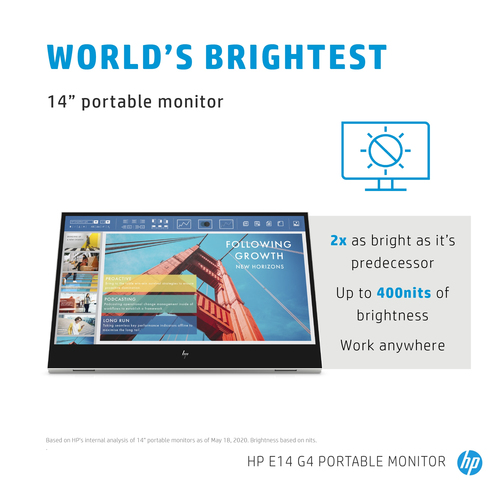 WORLD'S BRIGHTEST
14" portable monitor
FOLLOWING
GROWTH
NEW HORIZONS
FORECASTING
LONG RUN
hp
2x as bright as it's
predecessor
Up to 400nits of
brightness
Work anywhere
Based on HP's internal analysis of 14" portable monitors as of May 18, 2020. Brightness based on nits.
HP E14 G4 PORTABLE MONITOR hp